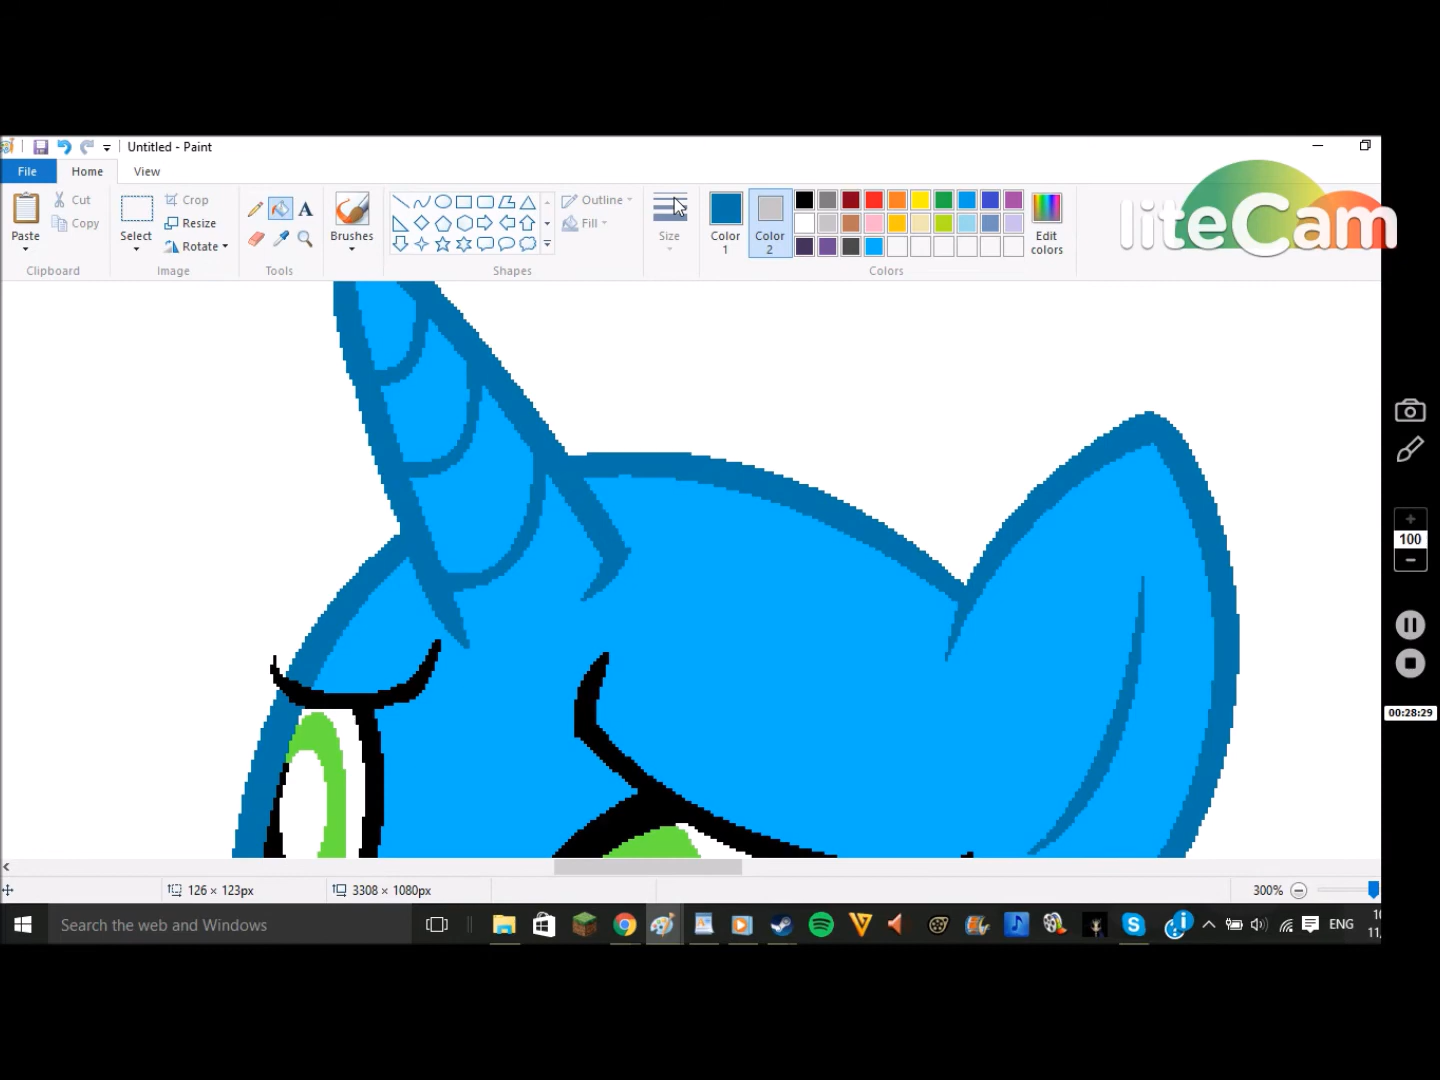 Untitled - Paint
File Home View
liteCam
Paste
Cut
Copy
Clipboard
Select
Crop
Resize
Rotate
Image
A
Tools
Brushes
Outline
Fill
Shapes
Size
Color
1
Color
2
Edit
colors
Colors
100
00:28:29
126 × 123px
3308 × 1080px
300%
Search the web and Windows
ENG